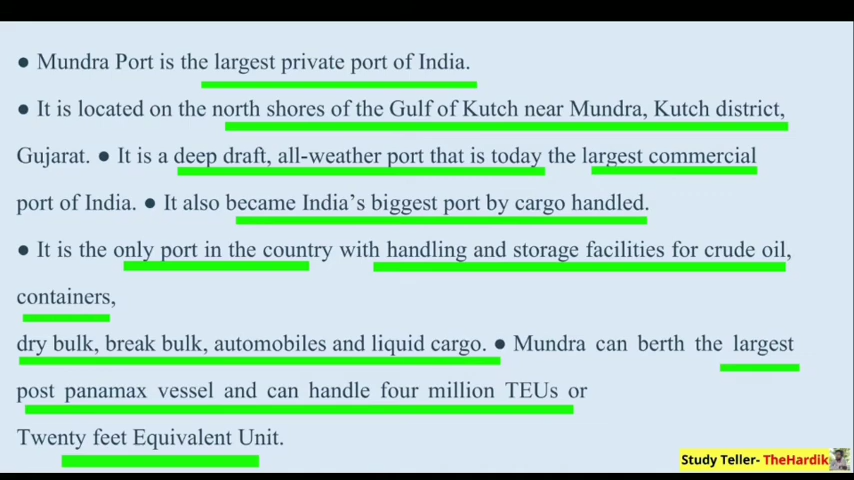 ● Mundra Port is the largest private port of India.
● It is located on the north shores of the Gulf of Kutch near Mundra, Kutch district,
Gujarat. ● It is a deep draft, all-weather port that is today the largest commercial
port of India. ● It also became India’s biggest port by cargo handled.
● It is the only port in the country with handling and storage facilities for crude oil,
containers,
dry bulk, break bulk, automobiles and liquid cargo. ● Mundra can berth the largest
post panamax vessel and can handle four million TEUs or
Twenty feet Equivalent Unit.
Study Teller- TheHardik